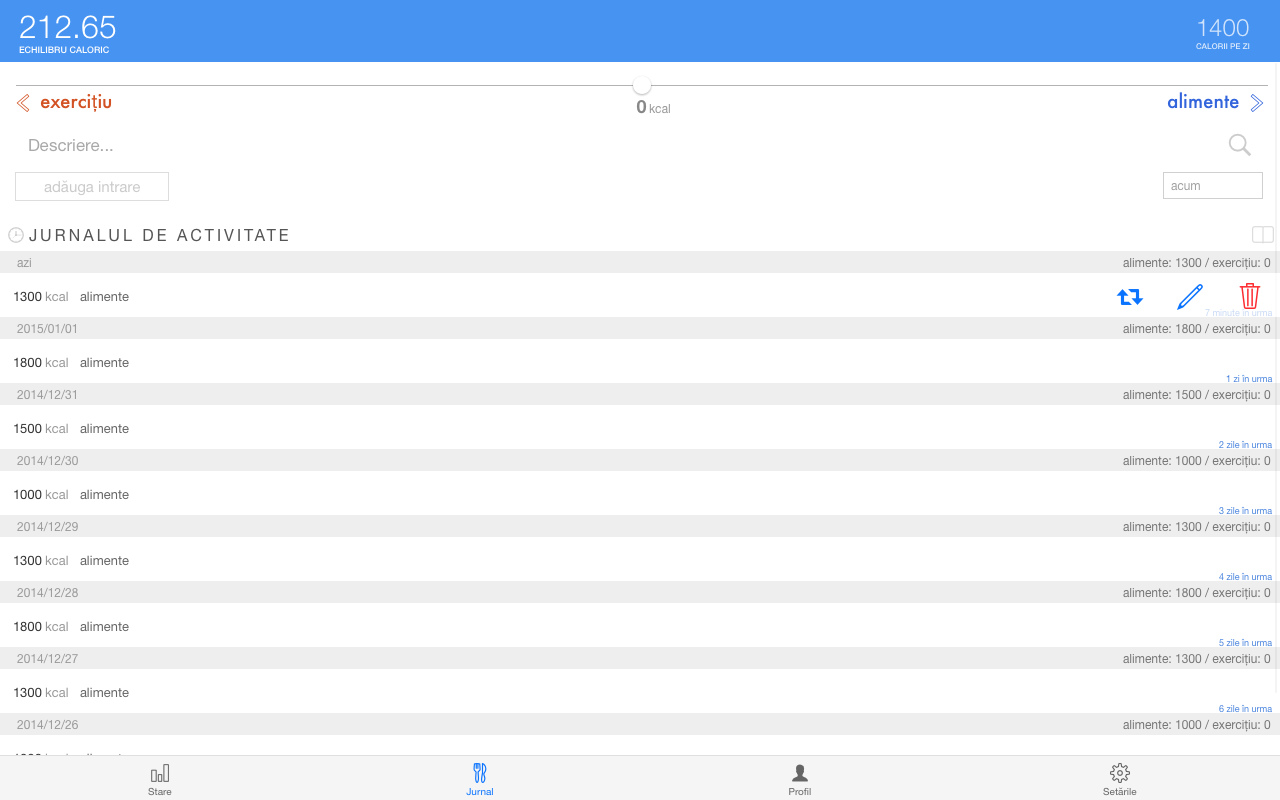 212.65
ECHILIBRU CALORIC
1400
CALORII PE ZI
exercițiu
0 kcal
alimente
Descriere...
adăuga intrare
acum
JURNALUL DE ACTIVITATE
azi alimente: 1300 / exercițiu: 0
1300 kcal alimente
7 minute în urma
2015/01/01 alimente: 1800 / exercițiu: 0
1800 kcal alimente
1 zi în urma
2014/12/31 alimente: 1500 / exercițiu: 0
1500 kcal alimente
2 zile în urma
2014/12/30 alimente: 1000 / exercițiu: 0
1000 kcal alimente
3 zile în urma
2014/12/29 alimente: 1300 / exercițiu: 0
1300 kcal alimente
4 zile în urma
2014/12/28 alimente: 1800 / exercițiu: 0
1800 kcal alimente
5 zile în urma
2014/12/27 alimente: 1300 / exercițiu: 0
1300 kcal alimente
6 zile în urma
2014/12/26 alimente: 1000 / exercițiu: 0
Stare
Jurnal
Profil
Setările